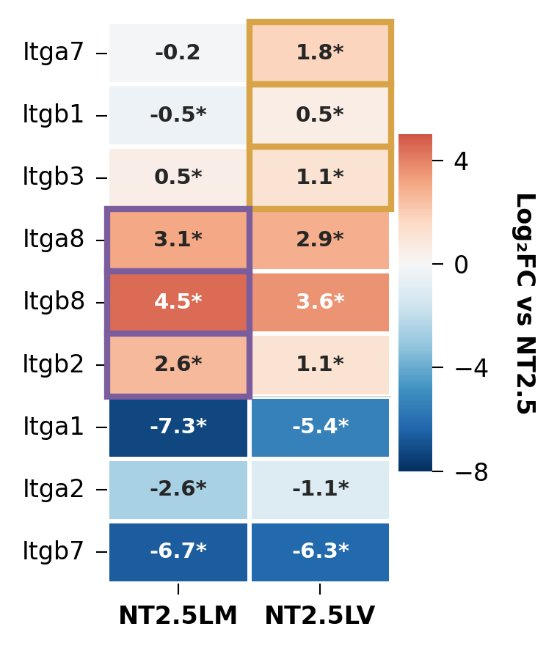 Itga7 -0.2 1.8*
Itgb1 -0.5* 0.5*
Itgb3 0.5* 1.1*
Itga8 3.1* 2.9*
Itgb8 4.5* 3.6*
Itgb2 2.6* 1.1*
Itga1 -7.3* -5.4*
Itga2 -2.6* -1.1*
Itgb7 -6.7* -6.3*
NT2.5LM NT2.5LV
4
0
−4
−8
Log₂FC vs NT2.5